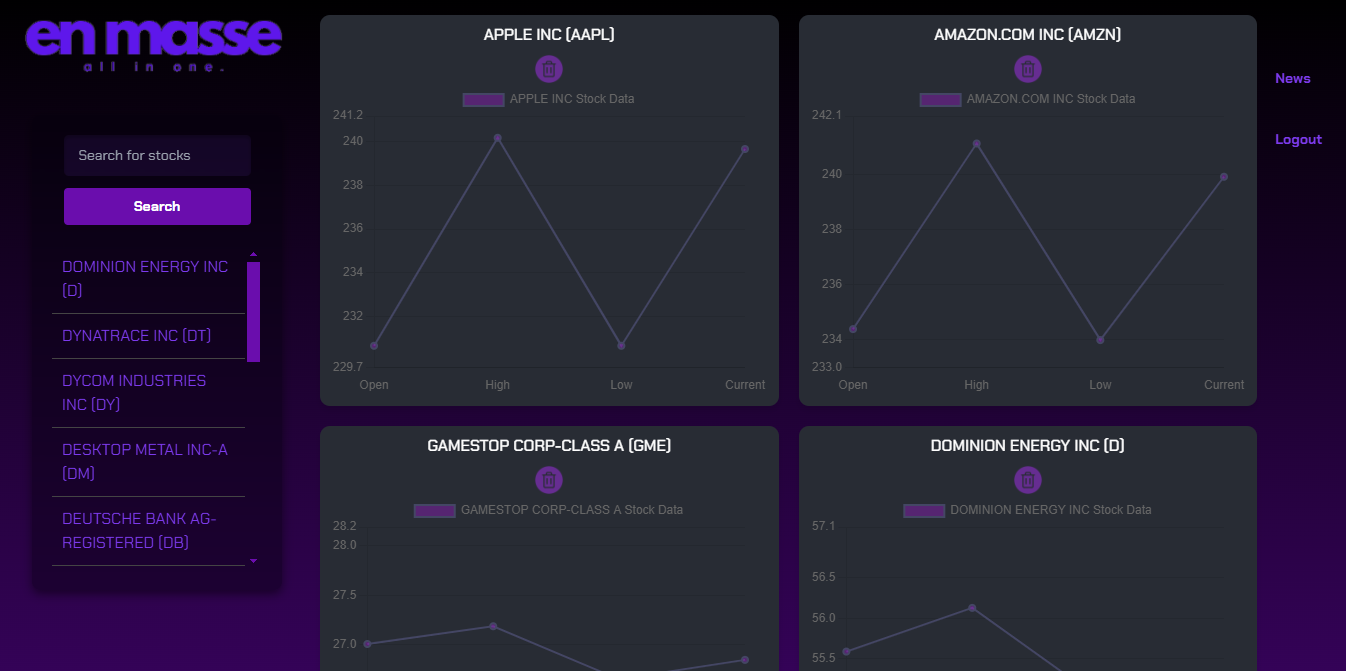 en masse
all in one.
Search for stocks
Search
DOMINION ENERGY INC
(D)
DYNATRACE INC (DT)
DYCOM INDUSTRIES
INC (DY)
DESKTOP METAL INC-A
(DM)
DEUTSCHE BANK AG-
REGISTERED (DB)
APPLE INC (AAPL)
APPLE INC Stock Data
241.2
240
238
236
234
232
229.7
Open High Low Current
AMAZON.COM INC (AMZN)
AMAZON.COM INC Stock Data
242.1
240
238
236
234
233.0
Open High Low Current
GAMESTOP CORP-CLASS A (GME)
GAMESTOP CORP-CLASS A Stock Data
28.2
28.0
27.5
27.0
DOMINION ENERGY INC (D)
DOMINION ENERGY INC Stock Data
57.1
56.5
56.0
55.5
News
Logout